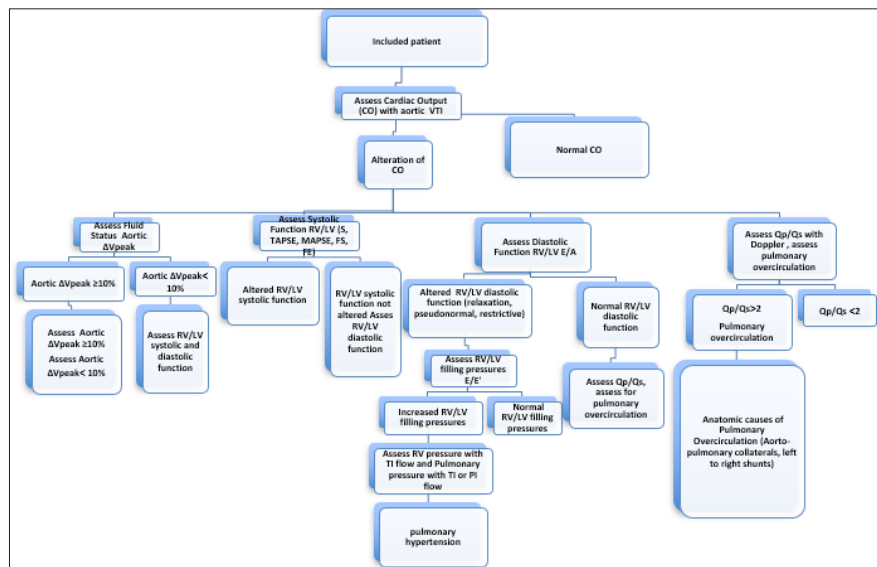 Included patient
Assess Cardiac Output
(CO) with aortic VTI
Normal CO
Alteration of
CO
Assess Fluid
Status Aortic
ΔVpeak
Aortic ΔVpeak ≥10%
Assess Aortic
ΔVpeak ≥10%
Assess Aortic
ΔVpeak< 10%
Aortic ΔVpeak<
10%
Assess RV/LV
systolic and
diastolic
function
Assess Systolic
Function RV/LV (S,
TAPSE, MAPSE, FS,
FE)
Altered RV/LV
systolic function
RV/LV systolic
function not
altered Asses
RV/LV
diastolic
function
Assess Diastolic
Function RV/LV E/A
Altered RV/LV diastolic
function (relaxation,
pseudonormal, restrictive)
Assess RV/LV
filling pressures
E/E'
Increased RV/LV
filling pressures
Assess RV pressure with
TI flow and Pulmonary
pressure with TI or PI
flow
pulmonary
hypertension
Normal
RV/LV filling
pressures
Normal RV/LV
diastolic
function
Assess Qp/Qs,
assess for
pulmonary
overcirculation
Assess Qp/Qs with
Doppler , assess
pulmonary
overcirculation
Qp/Qs>2
Pulmonary
overcirculation
Anatomic causes of
Pulmonary
Overcirculation (Aorto-
pulmonary collaterals, left
to right shunts)
Qp/Qs <2